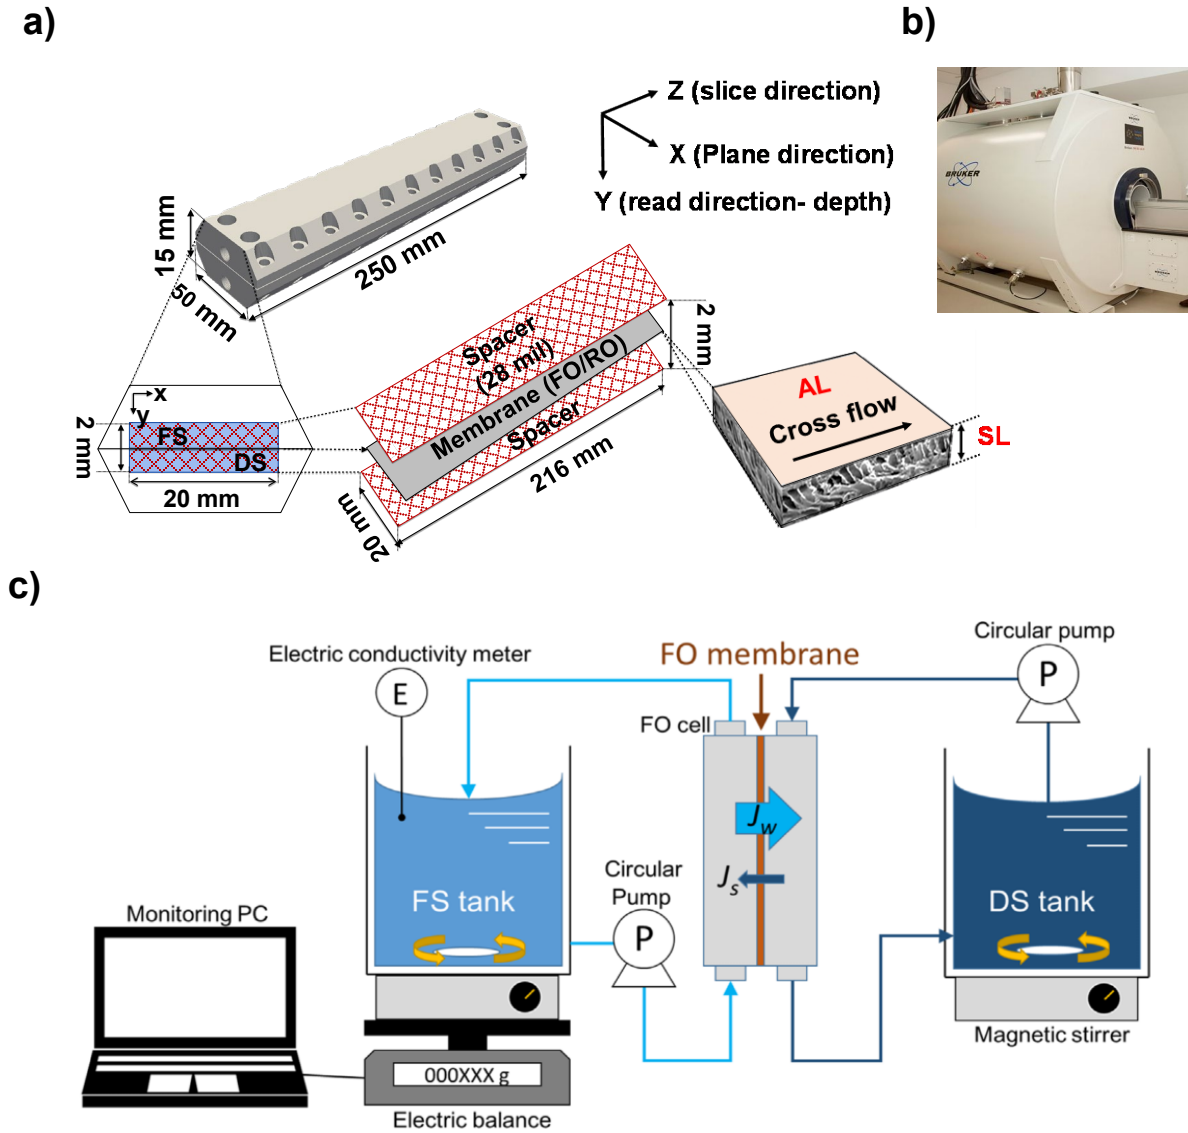 a)
b)
Z (slice direction)
X (Plane direction)
Y (read direction- depth)
BRUKER
15 mm
50 mm
250 mm
x
y
FS
DS
2 mm
20 mm
Spacer
(28 mil)
Membrane (FO/RO)
Spacer
2 mm
216 mm
20 mm
AL
Cross flow
SL
c)
Electric conductivity meter
E
FO membrane
FO cell
Circular pump
P
Jw
Js
FS tank
Circular
Pump
P
DS tank
Monitoring PC
000XXX g
Electric balance
Magnetic stirrer